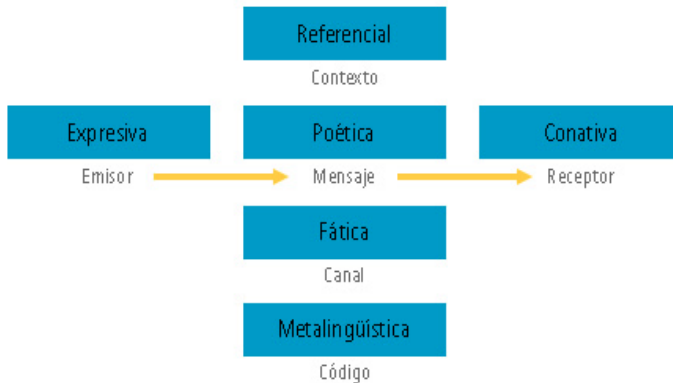 Referencial
Contexto
Expresiva
Poética
Conativa
Emisor
Mensaje
Receptor
Fática
Canal
Metalingüística
Código